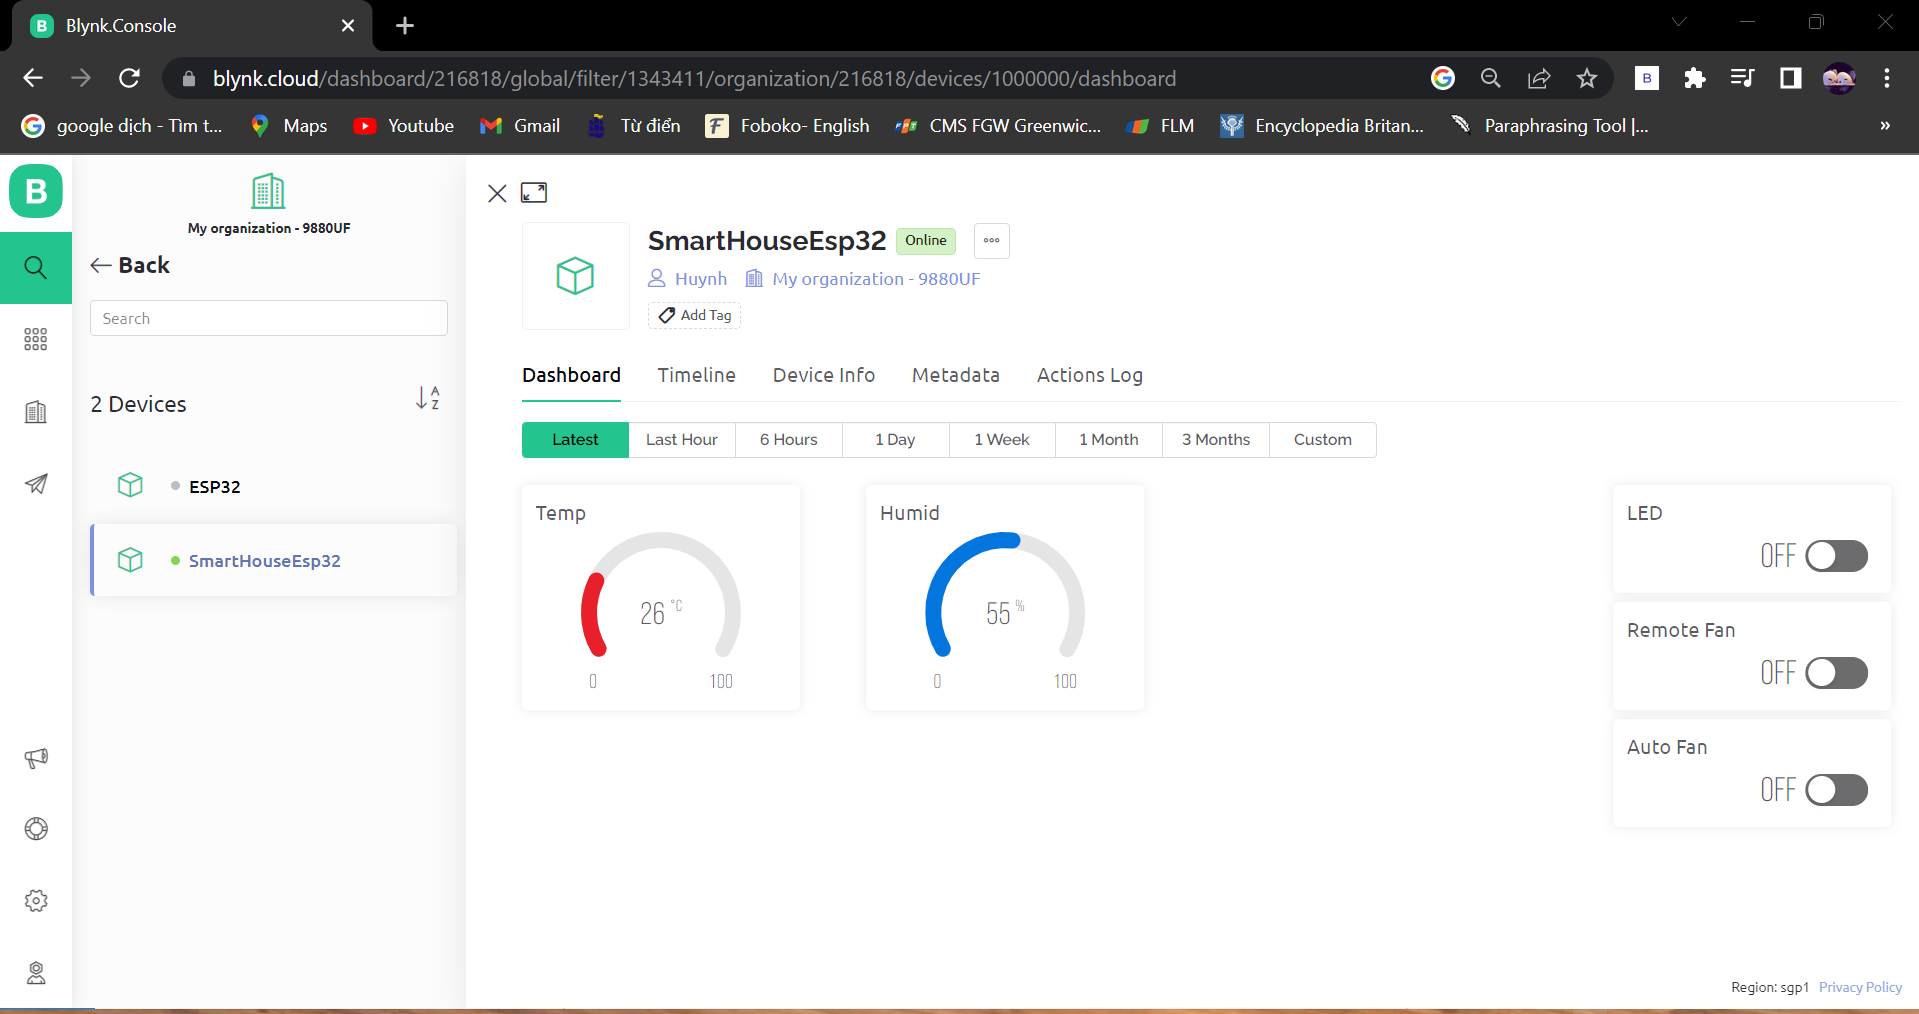 B Blynk.Console
blynk.cloud/dashboard/216818/global/filter/1343411/organization/216818/devices/1000000/dashboard
B
google dịch - Tìm t...
Maps
Youtube
Gmail
Từ điển
F Foboko- English
CMS FGW Greenwic...
FLM
Encyclopedia Britan...
Paraphrasing Tool |...
»
B
My organization - 9880UF
Back
Search
2 Devices
A
Z
ESP32
SmartHouseEsp32
SmartHouseEsp32 Online
Huynh My organization - 9880UF
Add Tag
Dashboard Timeline Device Info Metadata Actions Log
Latest Last Hour 6 Hours 1 Day 1 Week 1 Month 3 Months Custom
Temp
26 °C
0 100
Humid
55 %
0 100
LED
OFF
Remote Fan
OFF
Auto Fan
OFF
Region: sgp1 Privacy Policy